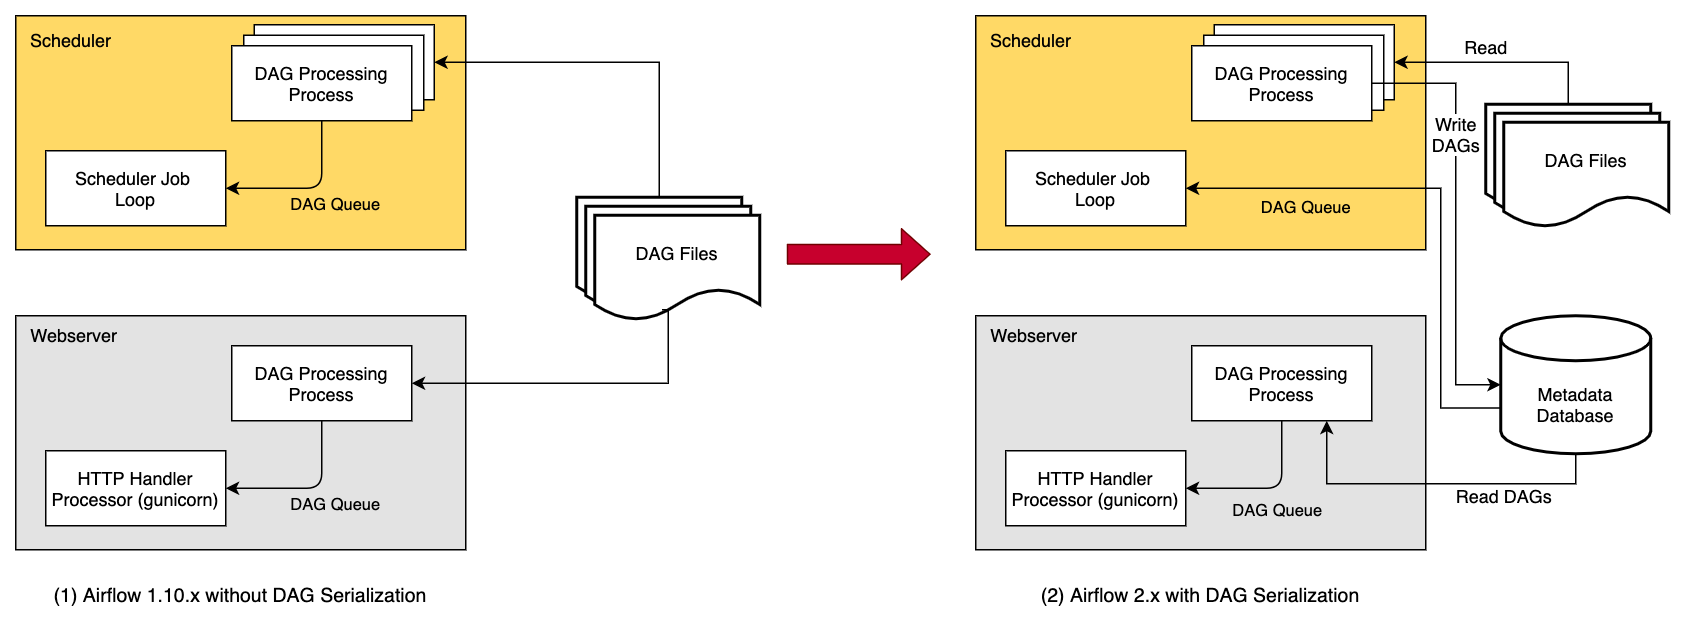 Scheduler
DAG Processing
Process
Scheduler Job
Loop
DAG Queue
DAG Files
Webserver
DAG Processing
Process
HTTP Handler
Processor (gunicorn)
DAG Queue
(1) Airflow 1.10.x without DAG Serialization
Scheduler
DAG Processing
Process
Read
Write
DAGs
DAG Files
Scheduler Job
Loop
DAG Queue
Webserver
DAG Processing
Process
Metadata
Database
HTTP Handler
Processor (gunicorn)
DAG Queue
Read DAGs
(2) Airflow 2.x with DAG Serialization